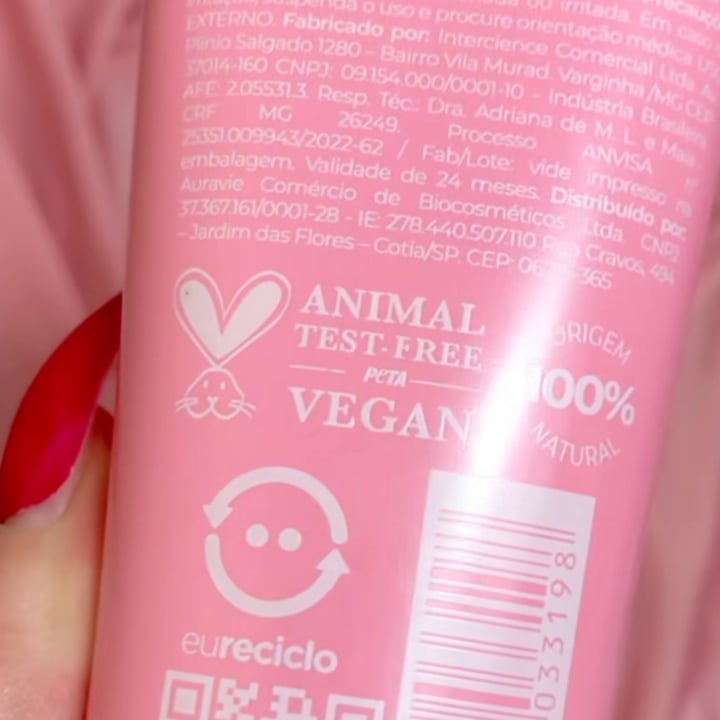 suspenda o uso e procure orientação médica
EXTERNO. Fabricado por: Intercience Comercial Ltda.
Plínio Salgado 1280 – Bairro Vila Murad. Varginha/MG CEP
37014-160 CNPJ: 09.154.000/0001-10 - Indústria Brasileira
AFE: 2.05531.3. Resp. Téc.: Dra. Adriana de M. L. e Maia
CRF MG 26249. Processo ANVISA nº
25351.009943/2022-62 / Fab/Lote: vide impresso na
embalagem. Validade de 24 meses. Distribuído por:
Auravie Comércio de Biocosméticos Ltda. CNPJ:
37.367.161/0001-28 - IE: 278.440.507.110 Rua Cravos, 494
– Jardim das Flores – Cotia/SP. CEP:
ANIMAL
TEST-FREE
PETA
VEGAN
ORIGEM
100%
NATURAL
eureciclo
033198